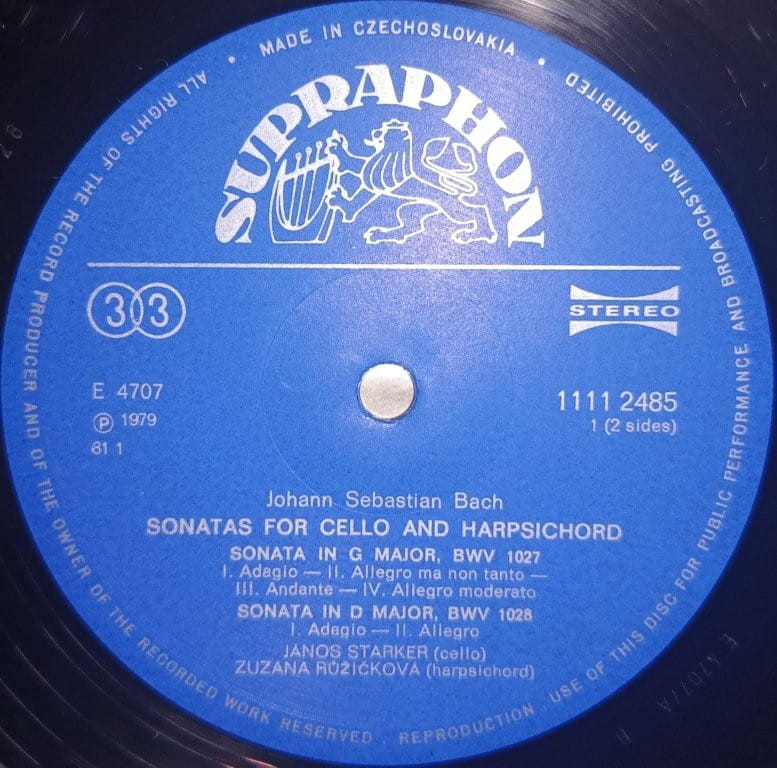 MADE IN CZECHOSLOVAKIA
ALL RIGHTS OF THE RECORD PRODUCER AND OF THE OWNER OF THE RECORDED WORK RESERVED . REPRODUCTION . USE OF THIS DISC FOR PUBLIC PERFORMANCE AND BROADCASTING PROHIBITED
SUPRAPHON
33
STEREO
E 4707
1111 2485
Ⓟ 1979
1 (2 sides)
81 1
Johann Sebastian Bach
SONATAS FOR CELLO AND HARPSICHORD
SONATA IN G MAJOR, BWV 1027
I. Adagio — II. Allegro ma non tanto —
III. Andante — IV. Allegro moderato
SONATA IN D MAJOR, BWV 1028
I. Adagio — II. Allegro
JÁNOS STARKER (cello)
ZUZANA RŮŽIČKOVÁ (harpsichord)